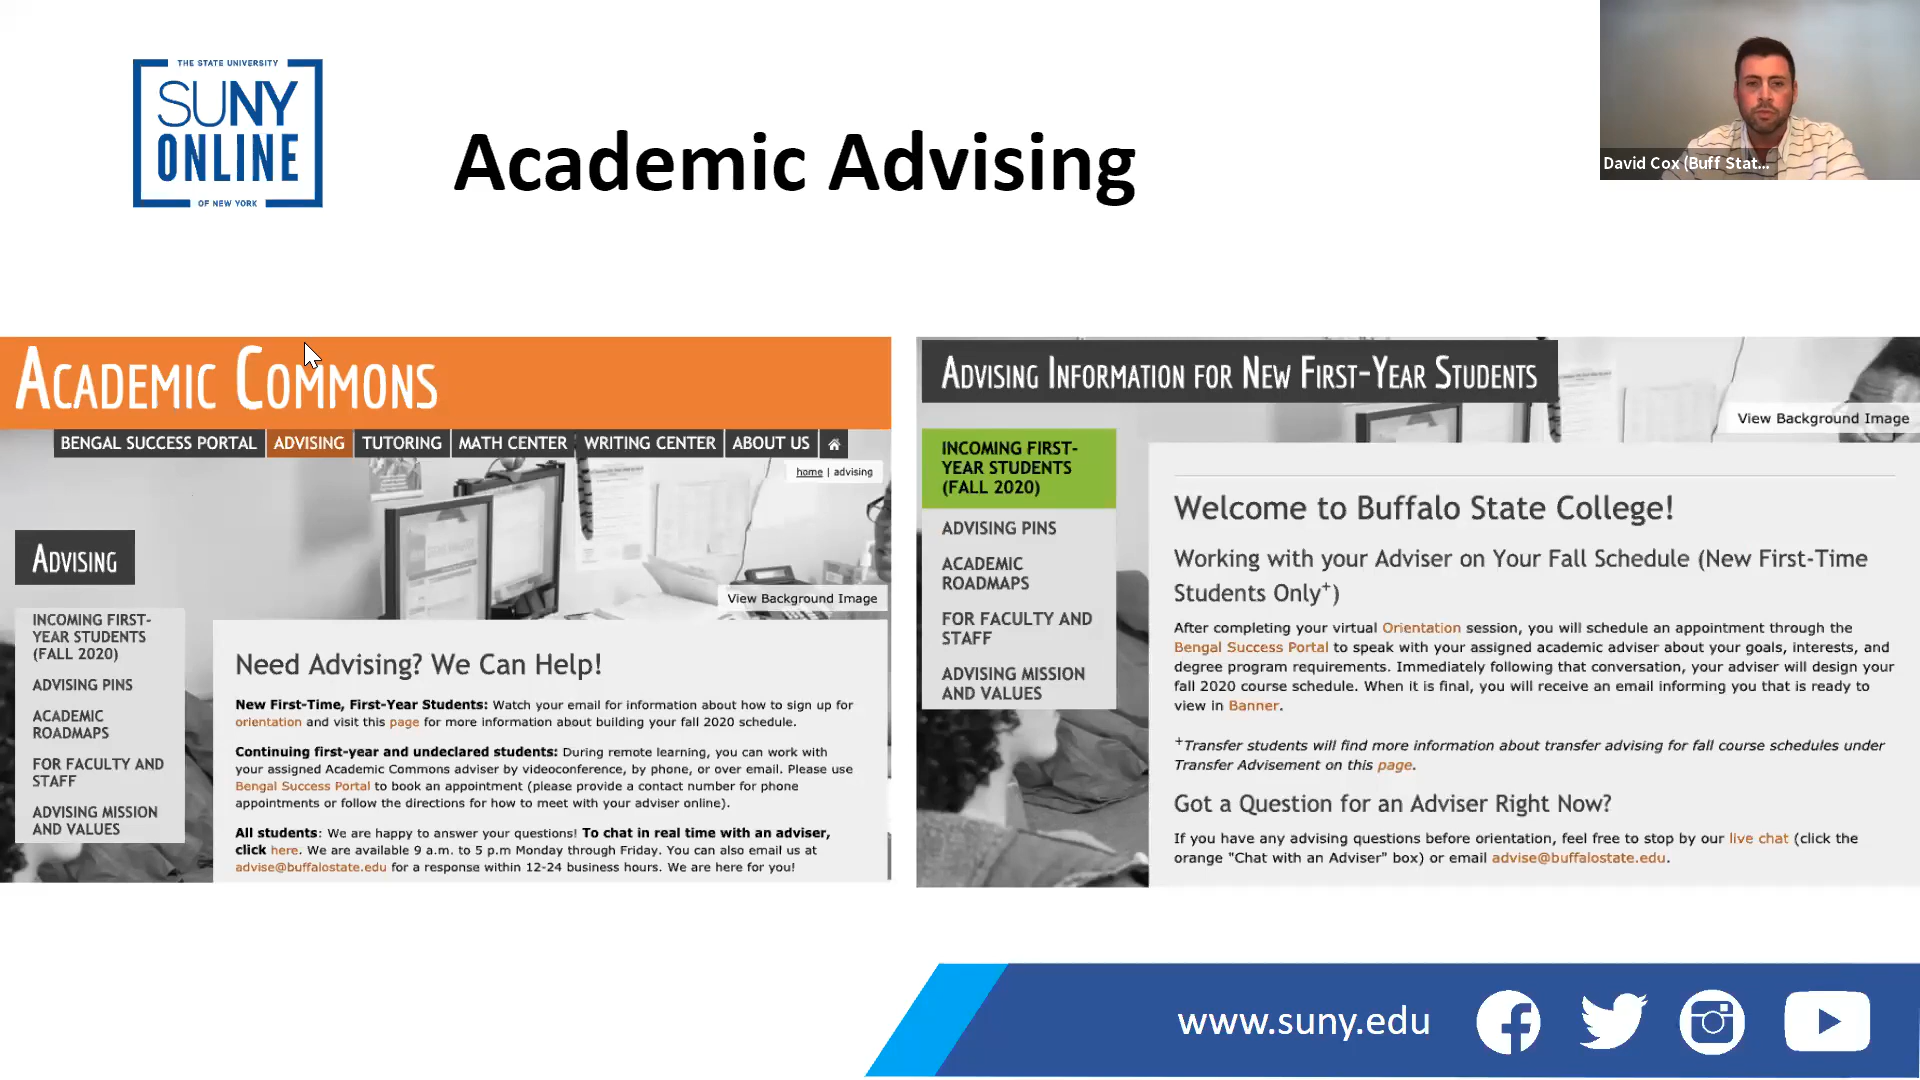 THE STATE UNIVERSITY
SUNY
ONLINE
OF NEW YORK
Academic Advising
David Cox (Buff Stat...
ACADEMIC COMMONS
BENGAL SUCCESS PORTAL
ADVISING
TUTORING
MATH CENTER
WRITING CENTER
ABOUT US
home | advising
ADVISING
View Background Image
INCOMING FIRST-
YEAR STUDENTS
(FALL 2020)
ADVISING PINS
ACADEMIC
ROADMAPS
FOR FACULTY AND
STAFF
ADVISING MISSION
AND VALUES
Need Advising? We Can Help!
New First-Time, First-Year Students: Watch your email for information about how to sign up for
orientation and visit this page for more information about building your fall 2020 schedule.
Continuing first-year and undeclared students: During remote learning, you can work with
your assigned Academic Commons adviser by videoconference, by phone, or over email. Please use
Bengal Success Portal to book an appointment (please provide a contact number for phone
appointments or follow the directions for how to meet with your adviser online).
All students: We are happy to answer your questions! To chat in real time with an adviser,
click here. We are available 9 a.m. to 5 p.m Monday through Friday. You can also email us at
advise@buffalostate.edu for a response within 12-24 business hours. We are here for you!
ADVISING INFORMATION FOR NEW FIRST-YEAR STUDENTS
View Background Image
INCOMING FIRST-
YEAR STUDENTS
(FALL 2020)
ADVISING PINS
ACADEMIC
ROADMAPS
FOR FACULTY AND
STAFF
ADVISING MISSION
AND VALUES
Welcome to Buffalo State College!
Working with your Adviser on Your Fall Schedule (New First-Time
Students Only+)
After completing your virtual Orientation session, you will schedule an appointment through the
Bengal Success Portal to speak with your assigned academic adviser about your goals, interests, and
degree program requirements. Immediately following that conversation, your adviser will design your
fall 2020 course schedule. When it is final, you will receive an email informing you that is ready to
view in Banner.
+Transfer students will find more information about transfer advising for fall course schedules under
Transfer Advisement on this page.
Got a Question for an Adviser Right Now?
If you have any advising questions before orientation, feel free to stop by our live chat (click the
orange "Chat with an Adviser" box) or email advise@buffalostate.edu.
www.suny.edu